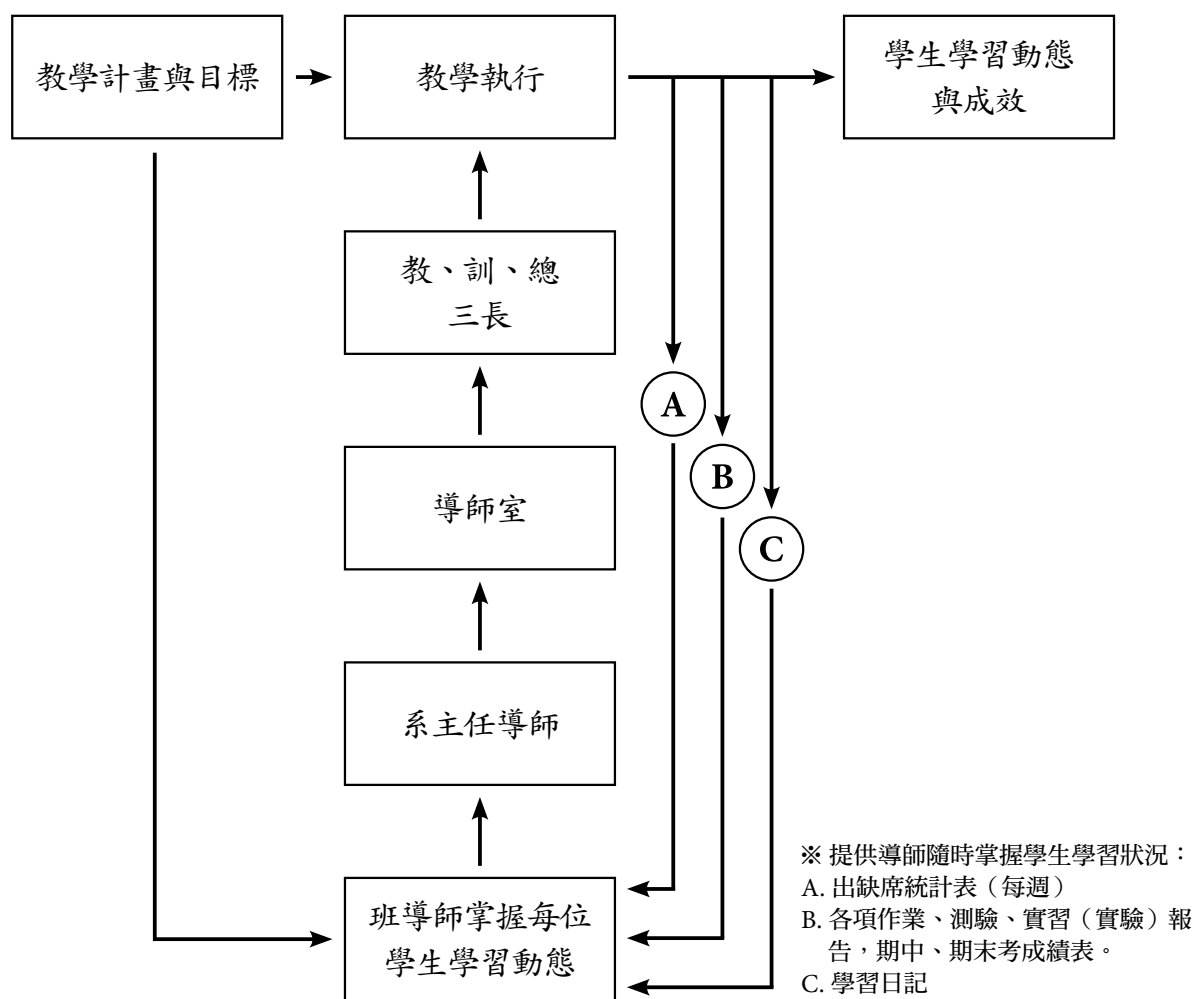 教學計畫與目標
教學執行
學生學習動態
與成效
教、訓、總
三長
A
導師室
B
C
系主任導師
班導師掌握每位
學生學習動態
※ 提供導師隨時掌握學生學習狀況：
A. 出缺席統計表（每週）
B. 各項作業、測驗、實習（實驗）報
告，期中、期末考成績表。
C. 學習日記